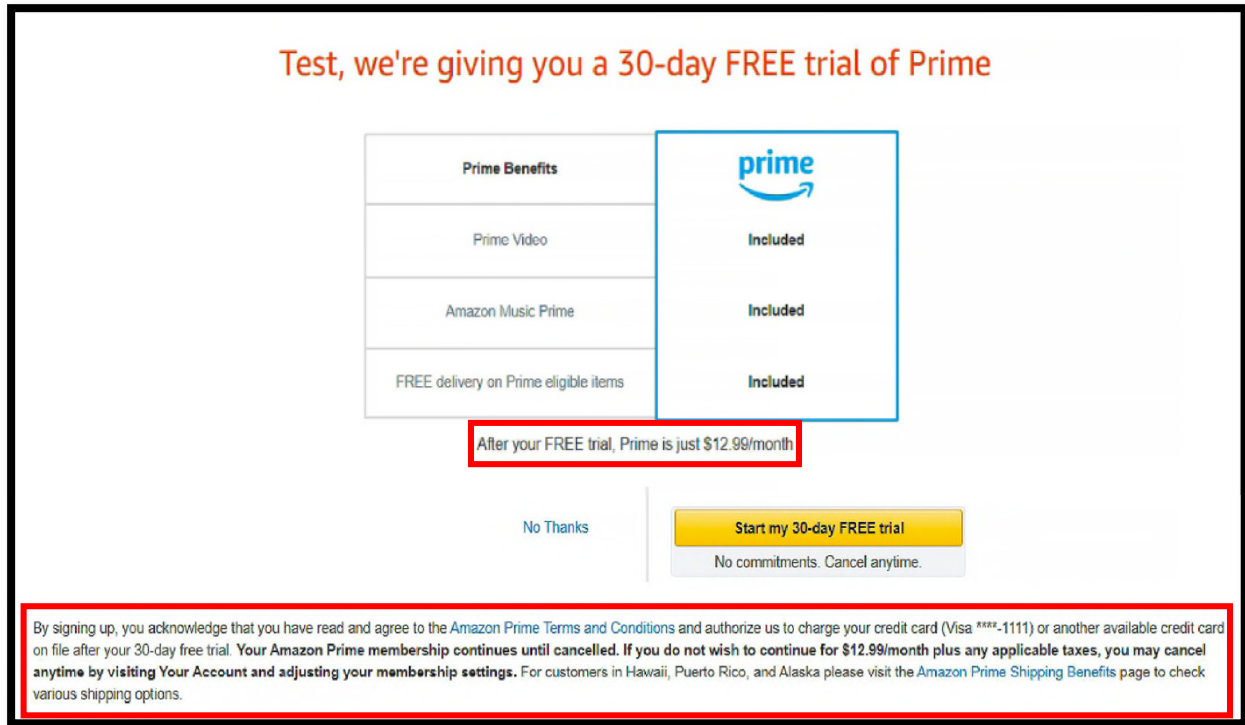 Test, we're giving you a 30-day FREE trial of Prime
Prime Benefits
prime
Prime Video
Included
Amazon Music Prime
Included
FREE delivery on Prime eligible items
Included
After your FREE trial, Prime is just $12.99/month
No Thanks
Start my 30-day FREE trial
No commitments. Cancel anytime.
By signing up, you acknowledge that you have read and agree to the Amazon Prime Terms and Conditions and authorize us to charge your credit card (Visa ****-1111) or another available credit card
on file after your 30-day free trial. Your Amazon Prime membership continues until cancelled. If you do not wish to continue for $12.99/month plus any applicable taxes, you may cancel
anytime by visiting Your Account and adjusting your membership settings. For customers in Hawaii, Puerto Rico, and Alaska please visit the Amazon Prime Shipping Benefits page to check
various shipping options.